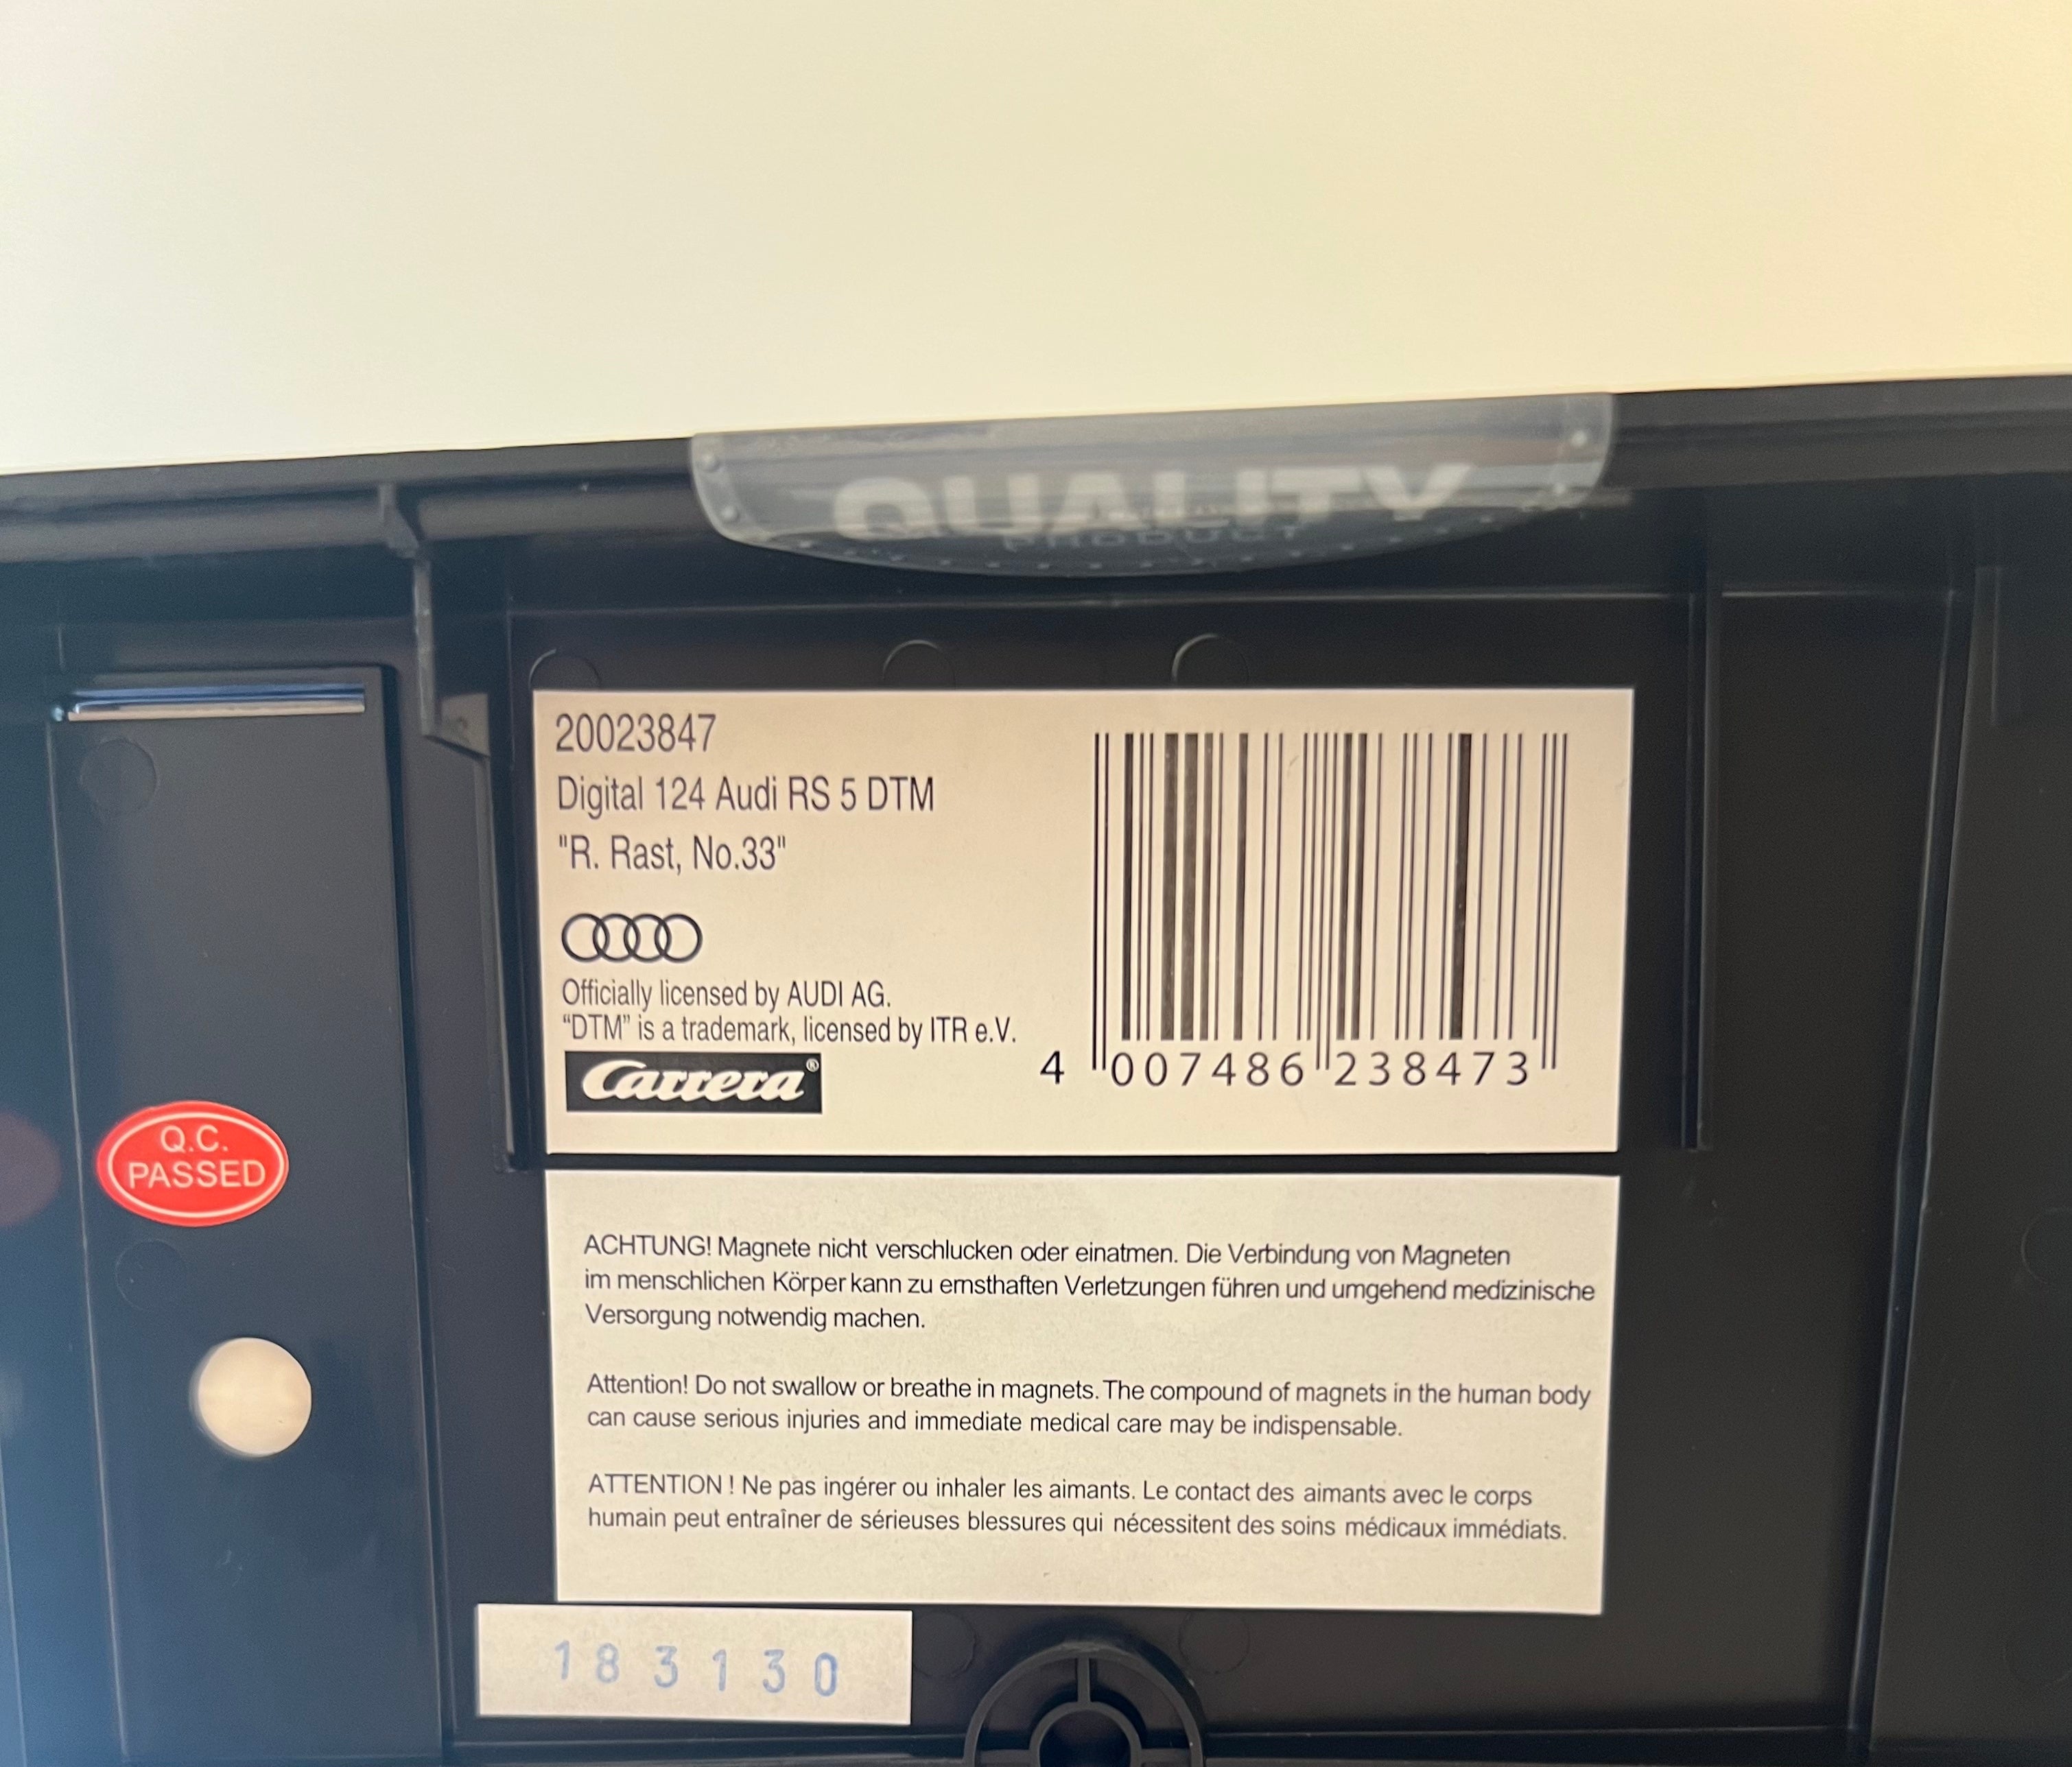 QUALITY
PRODUCT
20023847
Digital 124 Audi RS 5 DTM
"R. Rast, No.33"
Officially licensed by AUDI AG.
“DTM” is a trademark, licensed by ITR e.V.
Carrera®
4 007486 238473
Q.C.
PASSED
ACHTUNG! Magnete nicht verschlucken oder einatmen. Die Verbindung von Magneten
im menschlichen Körper kann zu ernsthaften Verletzungen führen und umgehend medizinische
Versorgung notwendig machen.
Attention! Do not swallow or breathe in magnets. The compound of magnets in the human body
can cause serious injuries and immediate medical care may be indispensable.
ATTENTION ! Ne pas ingérer ou inhaler les aimants. Le contact des aimants avec le corps
humain peut entraîner de sérieuses blessures qui nécessitent des soins médicaux immédiats.
183130